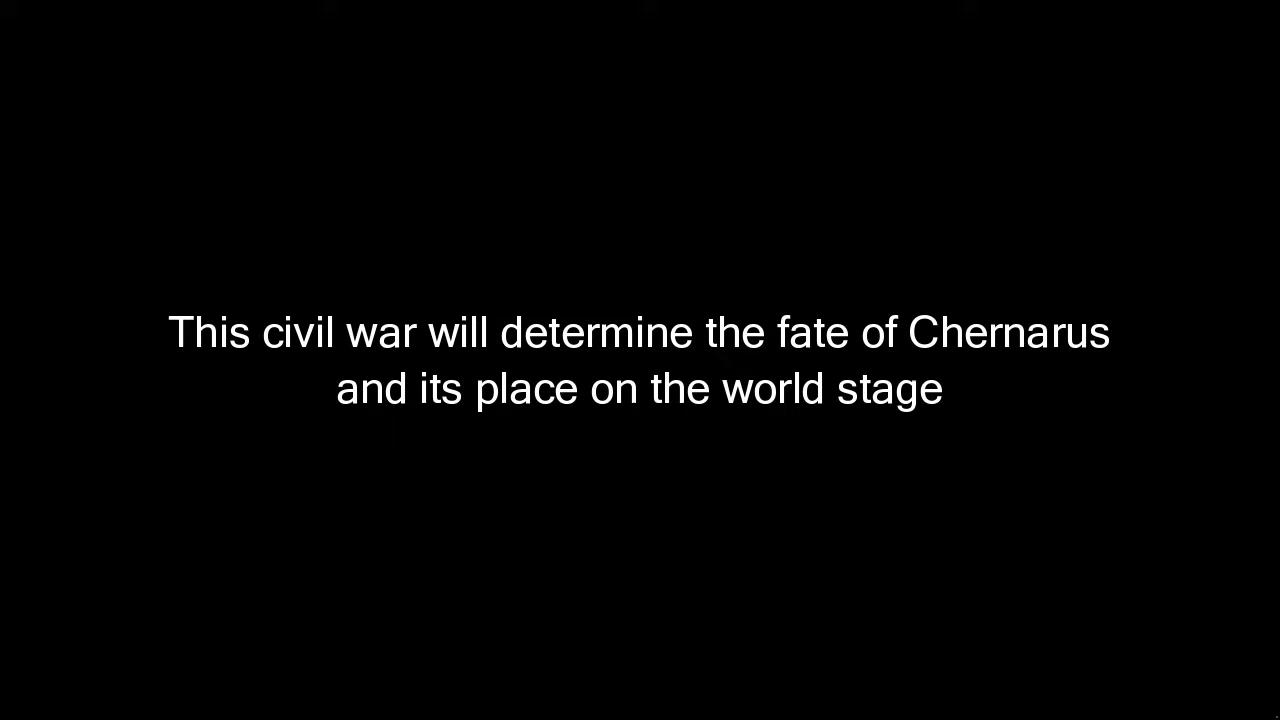 This civil war will determine the fate of Chernarus
and its place on the world stage